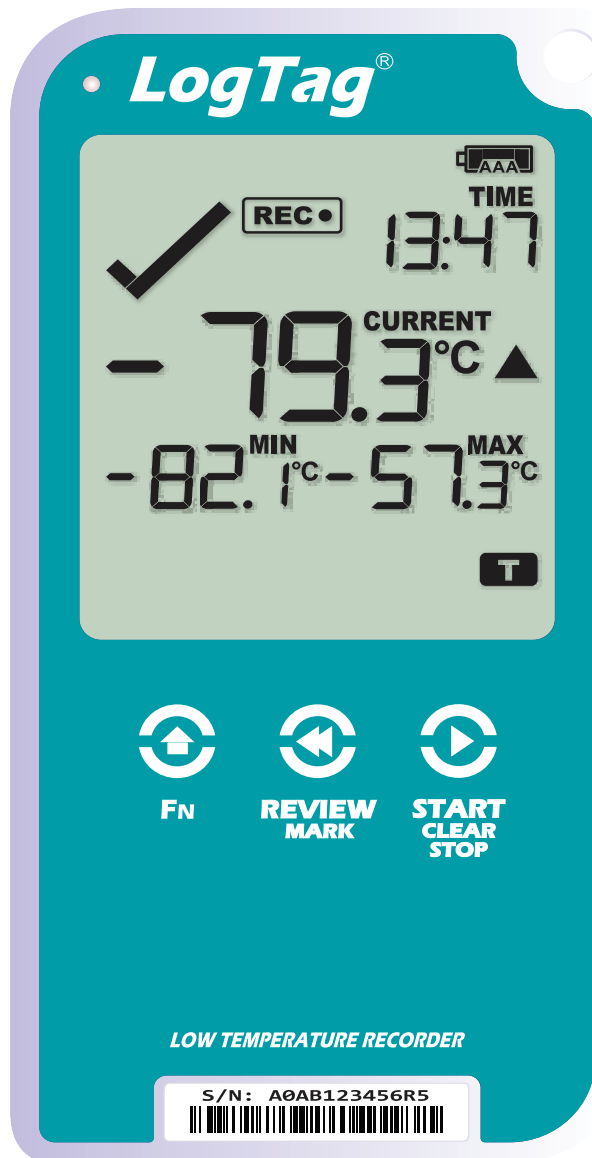 LogTag®
AAA
TIME
REC
13:47
CURRENT
-79.3°C
MIN
MAX
-82.1°C
-57.3°C
T
FN
REVIEW
MARK
START
CLEAR
STOP
LOW TEMPERATURE RECORDER
S/N: A0AB123456R5